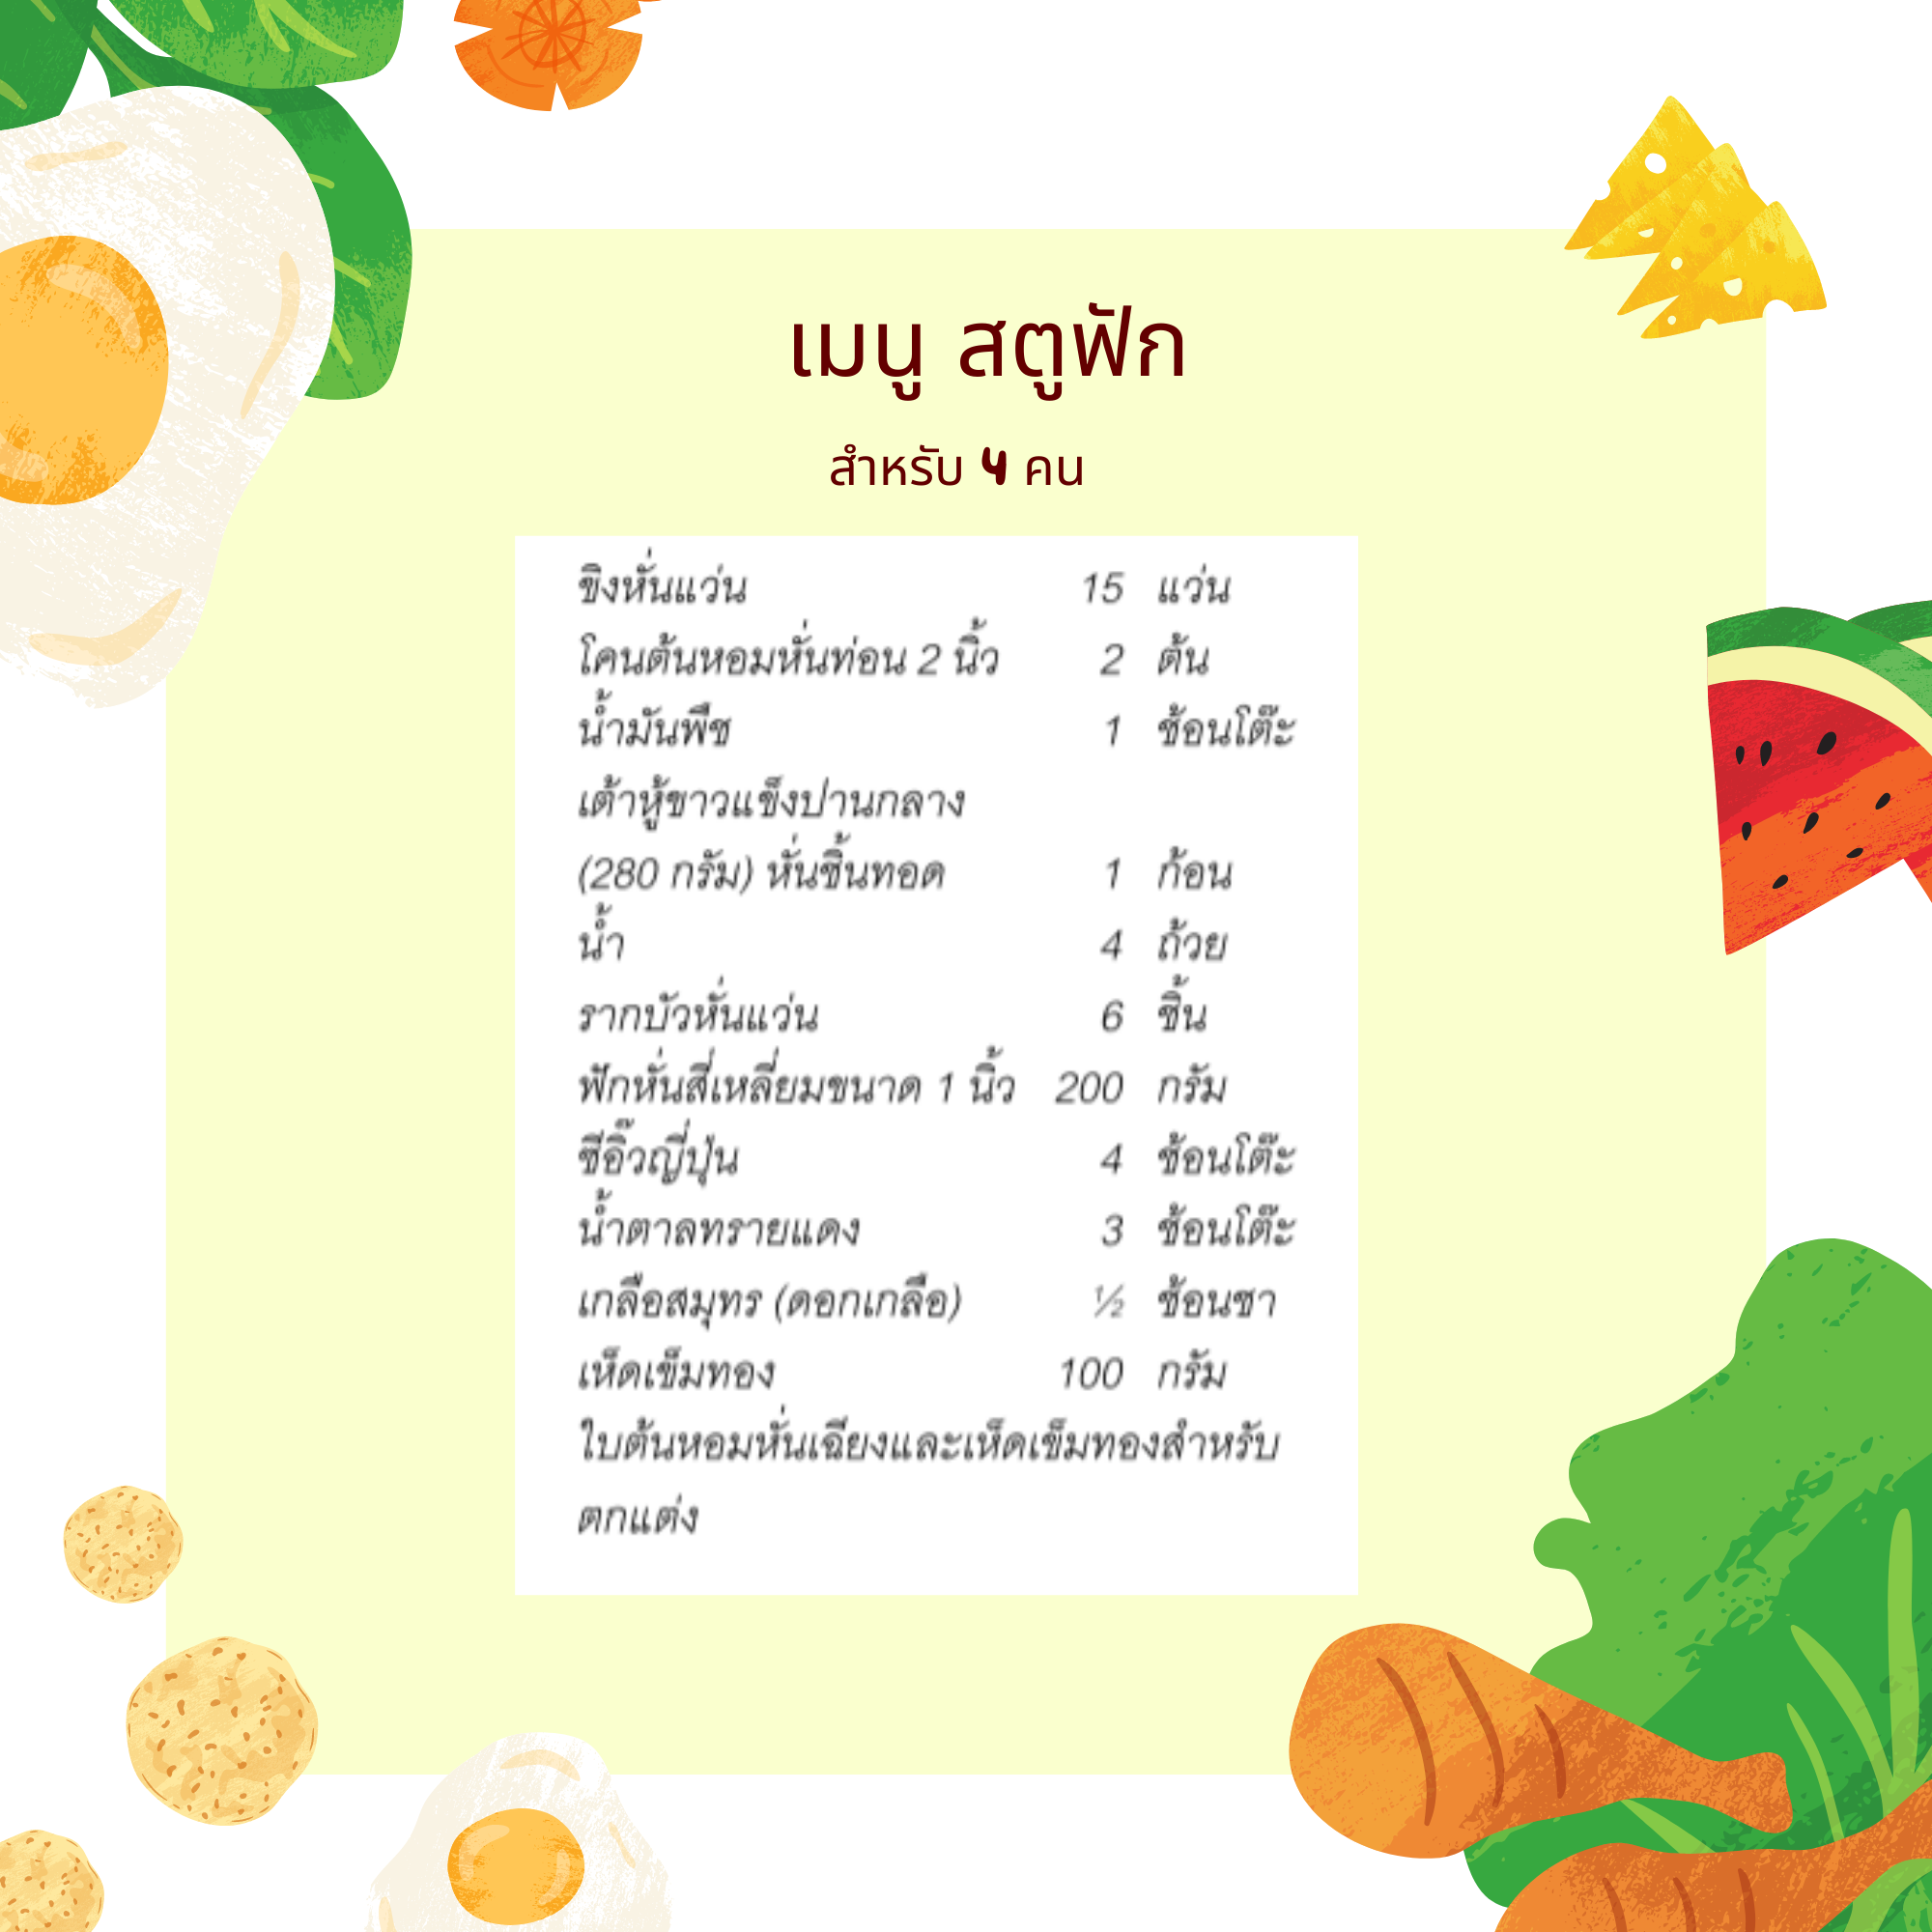 เมนู สตูฟัก
สำหรับ 4 คน
ขิงหั่นแว่น 15 แว่น
โคนต้นหอมหั่นท่อน 2 นิ้ว 2 ต้น
น้ำมันพืช 1 ช้อนโต๊ะ
เต้าหู้ขาวแข็งปานกลาง
(280 กรัม) หั่นชิ้นทอด 1 ก้อน
น้ำ 4 ถ้วย
รากบัวหั่นแว่น 6 ชิ้น
ฟักหั่นสี่เหลี่ยมขนาด 1 นิ้ว 200 กรัม
ซีอิ๊วญี่ปุ่น 4 ช้อนโต๊ะ
น้ำตาลทรายแดง 3 ช้อนโต๊ะ
เกลือสมุทร (ดอกเกลือ) ½ ช้อนชา
เห็ดเข็มทอง 100 กรัม
ใบต้นหอมหั่นเฉียงและเห็ดเข็มทองสำหรับ
ตกแต่ง